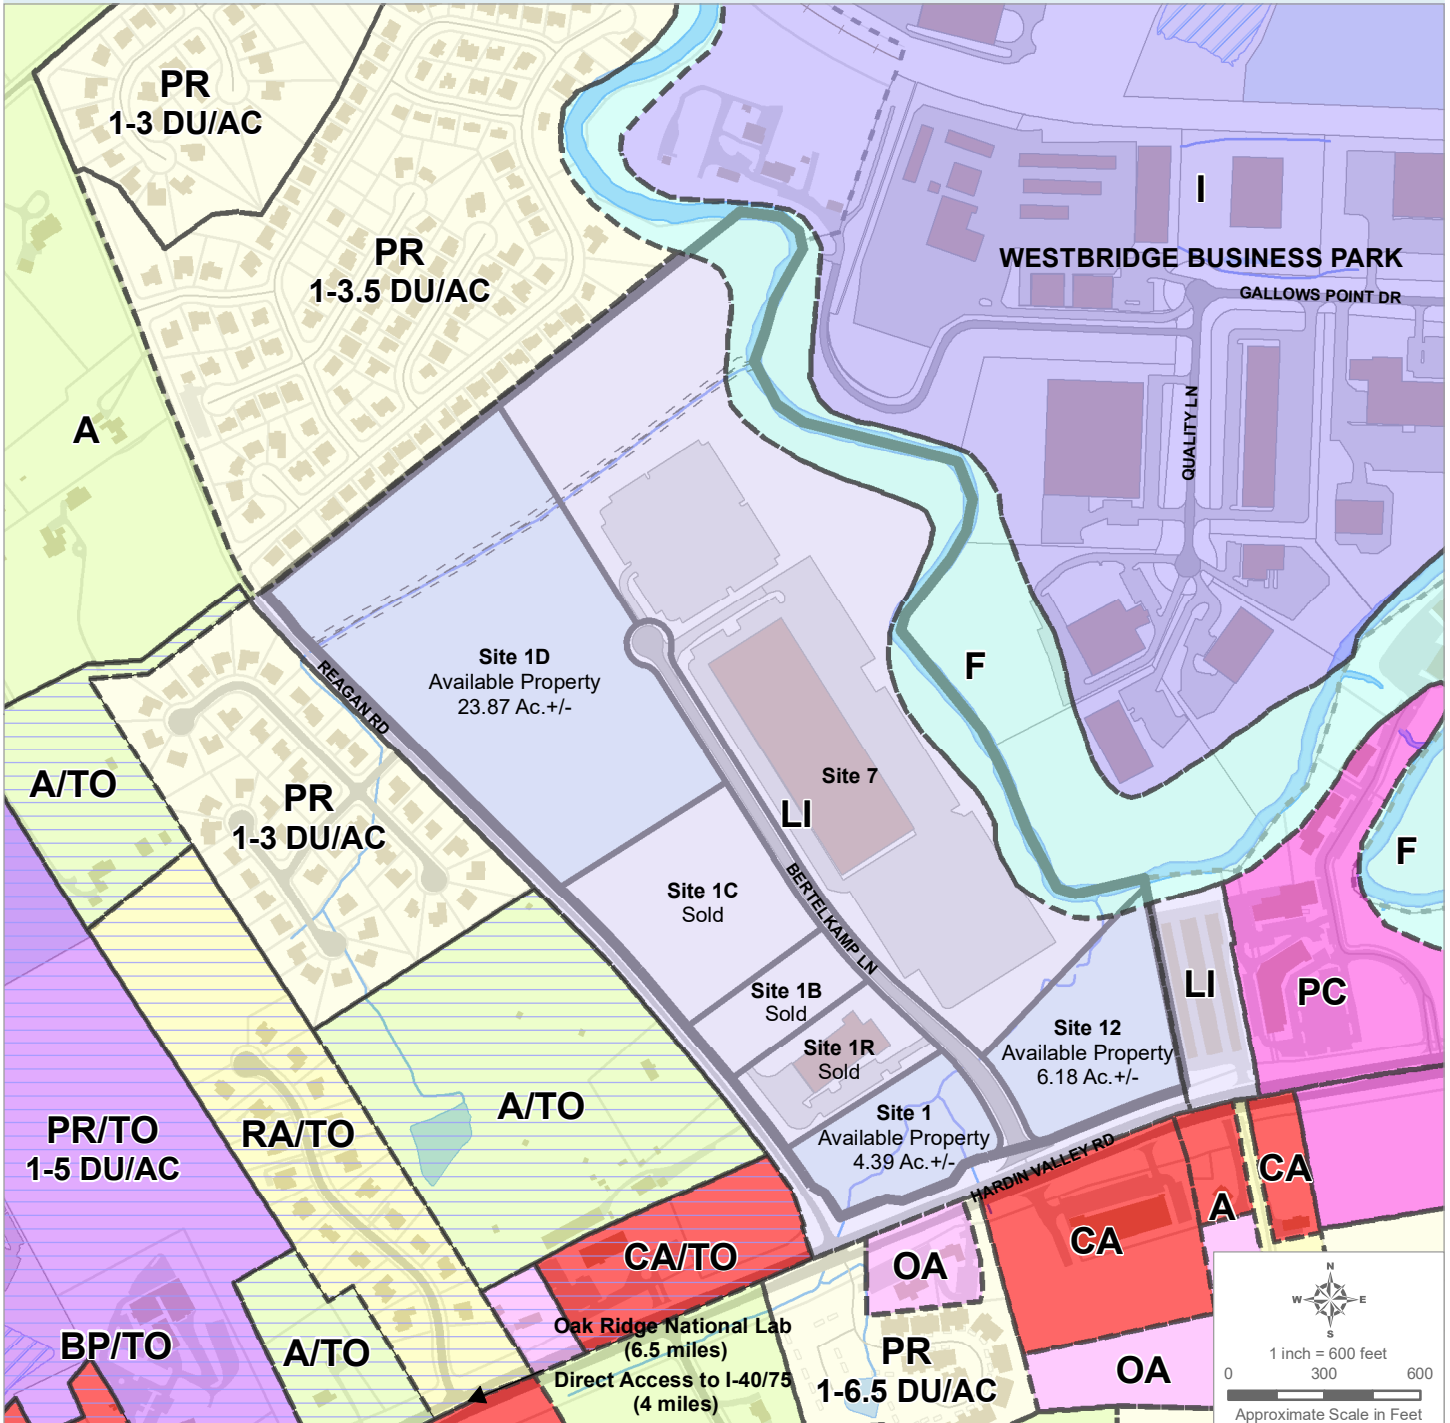 PR
1-3 DU/AC
PR
1-3.5 DU/AC
I
WESTBRIDGE BUSINESS PARK
GALLOWS POINT DR
QUALITY LN
A
F
Site 1D
Available Property
23.87 Ac.+/-
REAGAN RD
A/TO
PR
1-3 DU/AC
Site 7
LI
F
Site 1C
Sold
BERTELKAMP LN
Site 1B
Sold
LI
PC
Site 1R
Sold
Site 12
Available Property
6.18 Ac.+/-
A/TO
PR/TO
1-5 DU/AC
RA/TO
Site 1
Available Property
4.39 Ac.+/-
HARDIN VALLEY RD
CA
A
CA
CA/TO
OA
BP/TO
A/TO
Oak Ridge National Lab
(6.5 miles)
Direct Access to I-40/75
(4 miles)
PR
1-6.5 DU/AC
OA
N
W E
S
1 inch = 600 feet
0 300 600
Approximate Scale in Feet